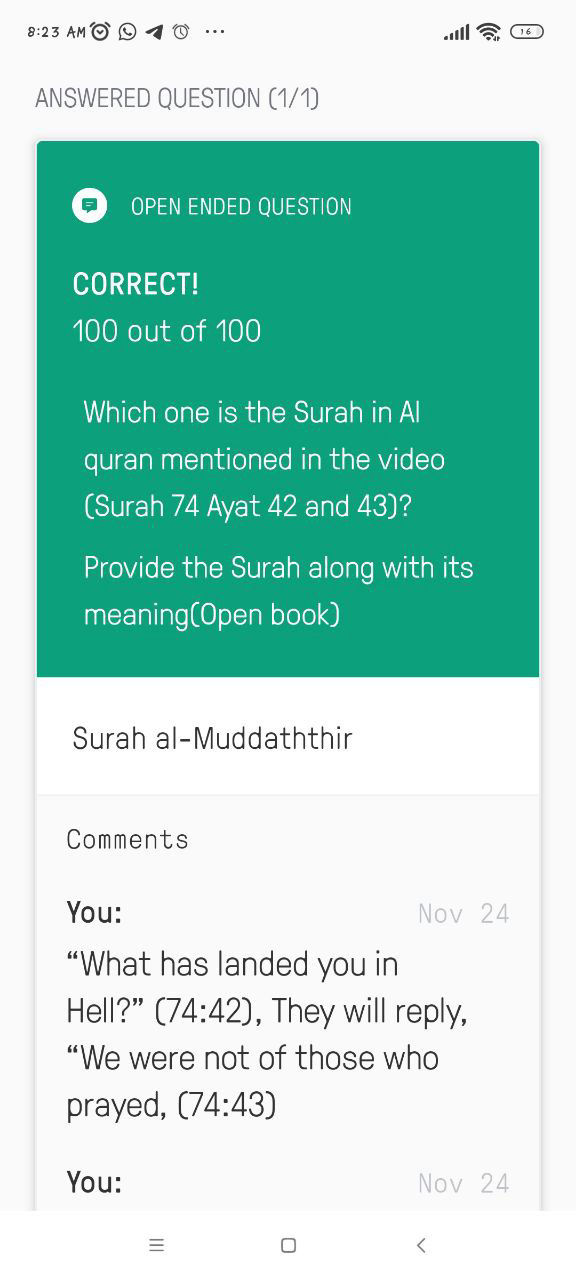 8:23 AM ...
16
ANSWERED QUESTION (1/1)
OPEN ENDED QUESTION
CORRECT!
100 out of 100
Which one is the Surah in Al
quran mentioned in the video
(Surah 74 Ayat 42 and 43)?
Provide the Surah along with its
meaning(Open book)
Surah al-Muddaththir
Comments
You: Nov 24
“What has landed you in
Hell?” (74:42), They will reply,
“We were not of those who
prayed, (74:43)
You: Nov 24